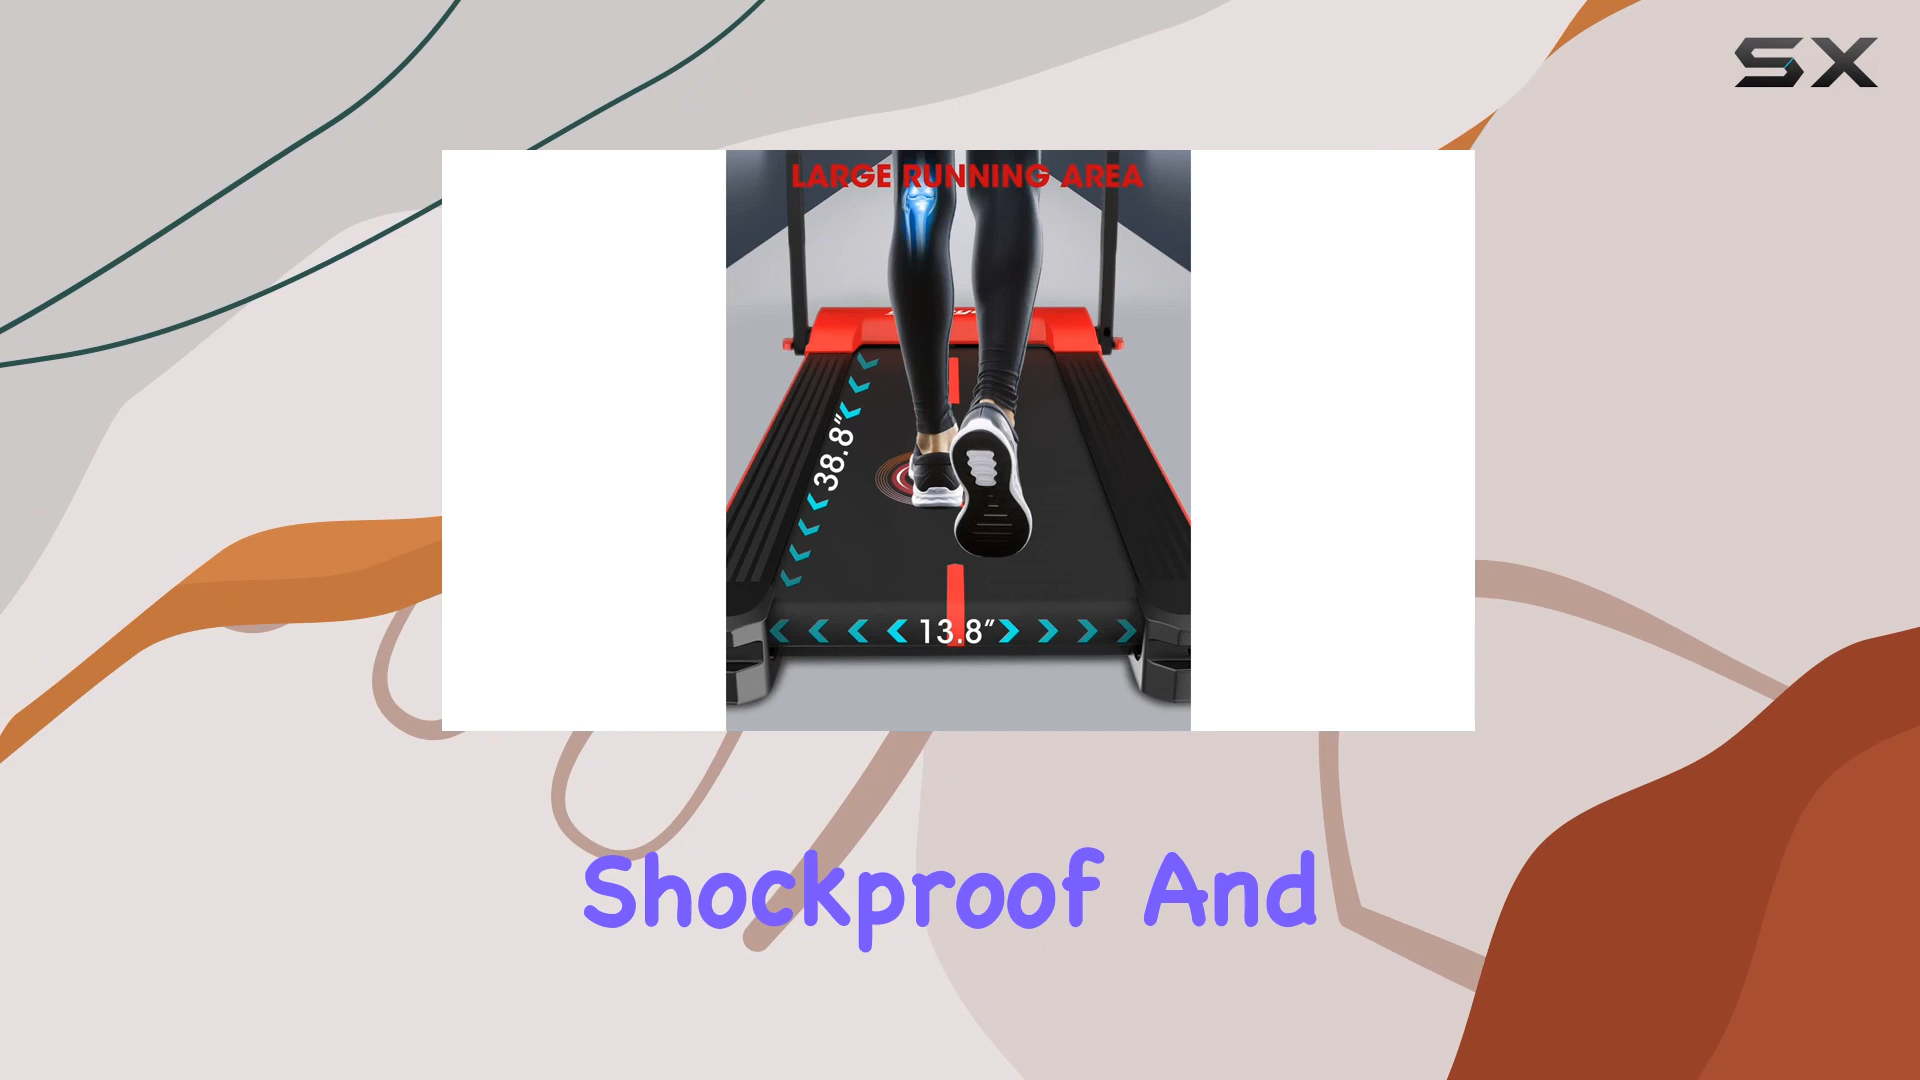 SX
LARGE RUNNING AREA
38.8"
13.8"
Shockproof And